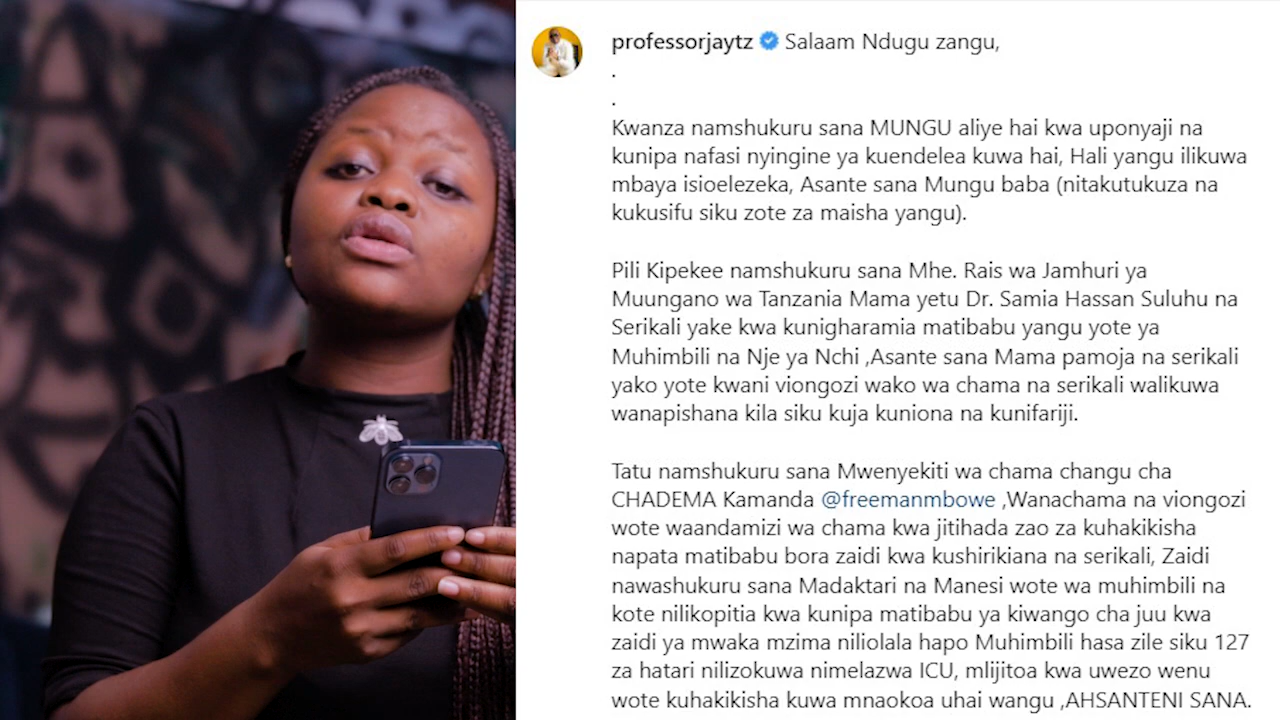 professorjaytz Salaam Ndugu zangu,
.
.
Kwanza namshukuru sana MUNGU aliye hai kwa uponyaji na
kunipa nafasi nyingine ya kuendelea kuwa hai, Hali yangu ilikuwa
mbaya isioelezeka, Asante sana Mungu baba (nitakutukuza na
kukusifu siku zote za maisha yangu).
Pili Kipekee namshukuru sana Mhe. Rais wa Jamhuri ya
Muungano wa Tanzania Mama yetu Dr. Samia Hassan Suluhu na
Serikali yake kwa kunigharamia matibabu yangu yote ya
Muhimbili na Nje ya Nchi ,Asante sana Mama pamoja na serikali
yako yote kwani viongozi wako wa chama na serikali walikuwa
wanapishana kila siku kuja kuniona na kunifariji.
Tatu namshukuru sana Mwenyekiti wa chama changu cha
CHADEMA Kamanda @freemanmbowe ,Wanachama na viongozi
wote waandamizi wa chama kwa jitihada zao za kuhakikisha
napata matibabu bora zaidi kwa kushirikiana na serikali, Zaidi
nawashukuru sana Madaktari na Manesi wote wa muhimbili na
kote nilikopitia kwa kunipa matibabu ya kiwango cha juu kwa
zaidi ya mwaka mzima niliolala hapo Muhimbili hasa zile siku 127
za hatari nilizokuwa nimelazwa ICU, mlijitoa kwa uwezo wenu
wote kuhakikisha kuwa mnaokoa uhai wangu ,AHSANTENI SANA.